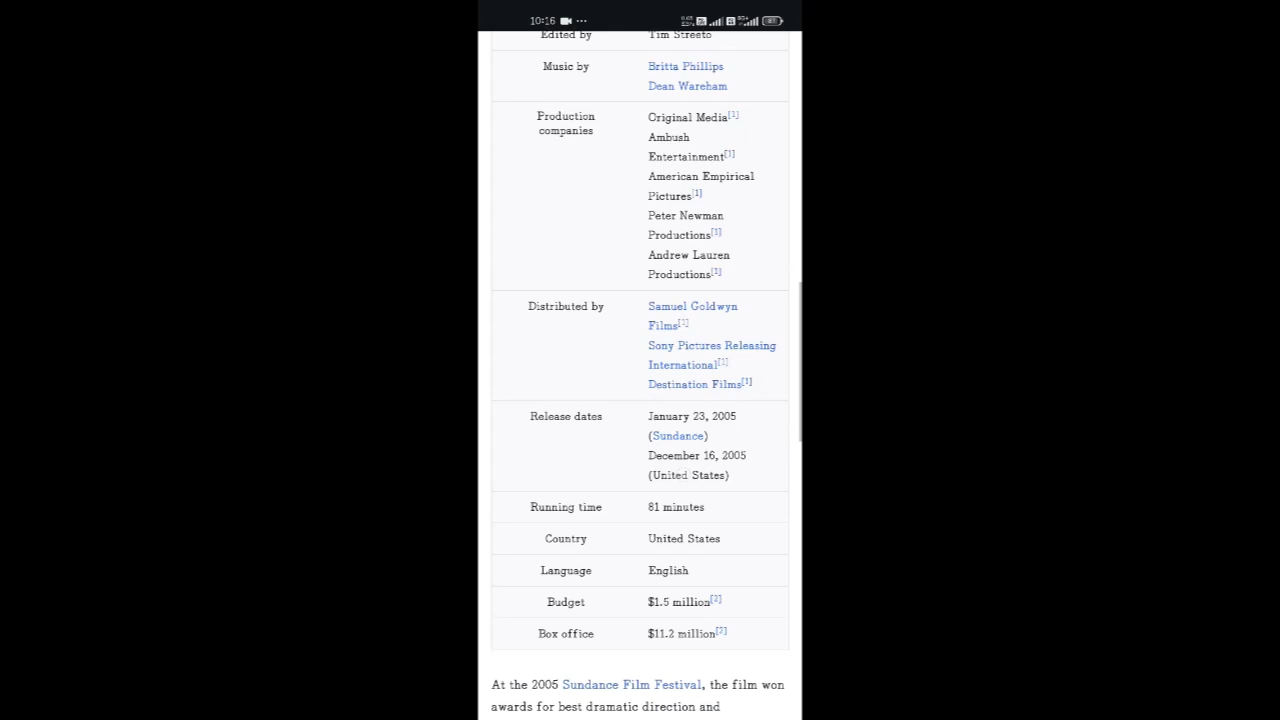 10:16
Edited by Tim Streeto
Music by Britta Phillips
Dean Wareham
Production companies Original Media[1]
Ambush
Entertainment[1]
American Empirical
Pictures[1]
Peter Newman
Productions[1]
Andrew Lauren
Productions[1]
Distributed by Samuel Goldwyn
Films[1]
Sony Pictures Releasing
International[1]
Destination Films[1]
Release dates January 23, 2005
(Sundance)
December 16, 2005
(United States)
Running time 81 minutes
Country United States
Language English
Budget $1.5 million[2]
Box office $11.2 million[2]
At the 2005 Sundance Film Festival, the film won
awards for best dramatic direction and